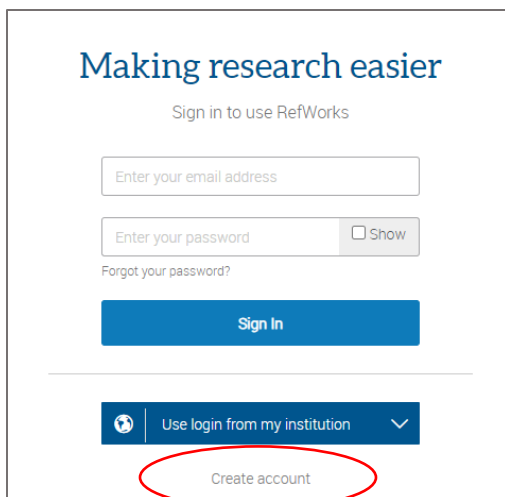 Making research easier
Sign in to use RefWorks
Enter your email address
Enter your password
Show
Forgot your password?
Sign In
Use login from my institution
Create account